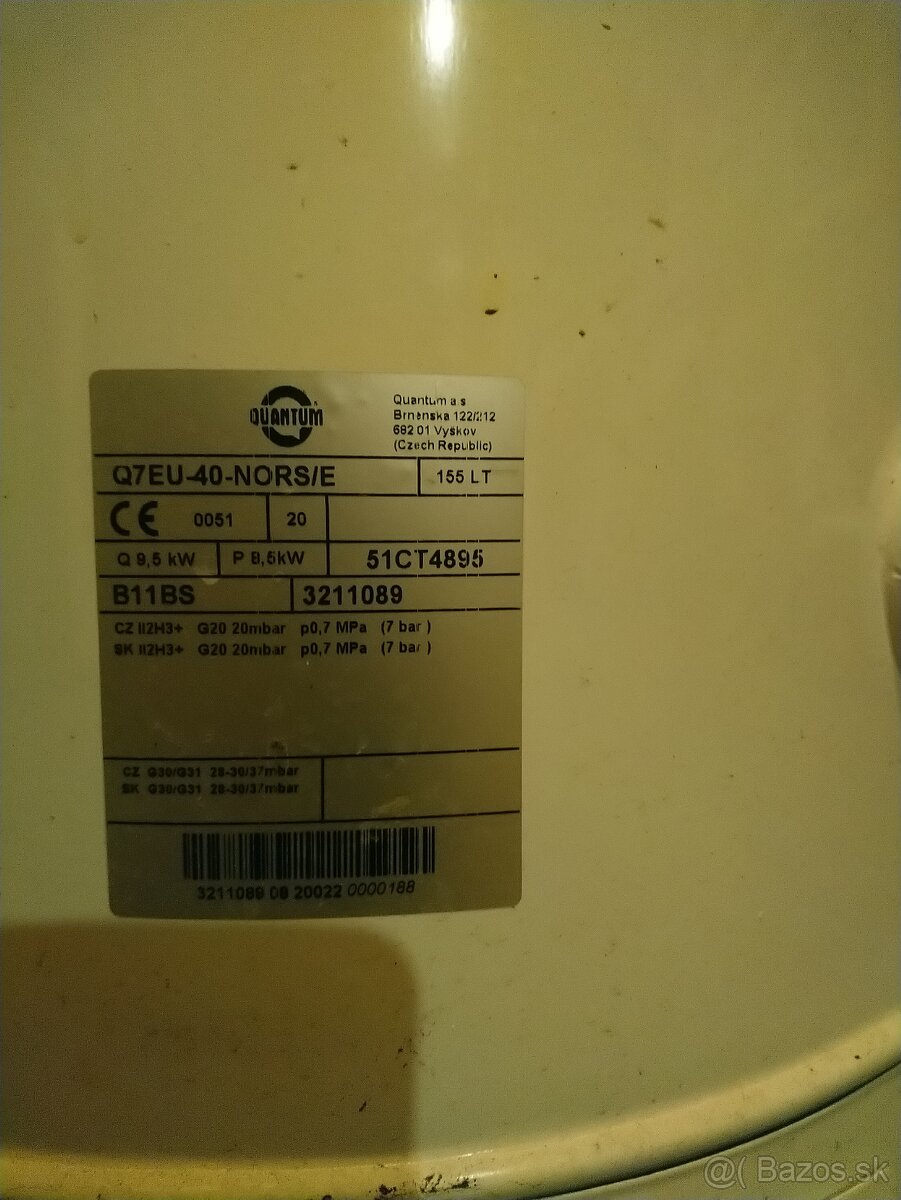 QUANTUM
Quantum a.s
Brnenska 122/212
682 01 Vyskov
(Czech Republic)
Q7EU-40-NORS/E
155 LT
CE 0051
20
Q 9,5 kW
P 8,5kW
51CT4895
B11BS
3211089
CZ II2H3+ G20 20mbar p0,7 MPa (7 bar )
SK II2H3+ G20 20mbar p0,7 MPa (7 bar )
CZ G30/G31 28-30/37mbar
SK G30/G31 28-30/37mbar
3211089 08 20022 0000188
@( Bazos.sk